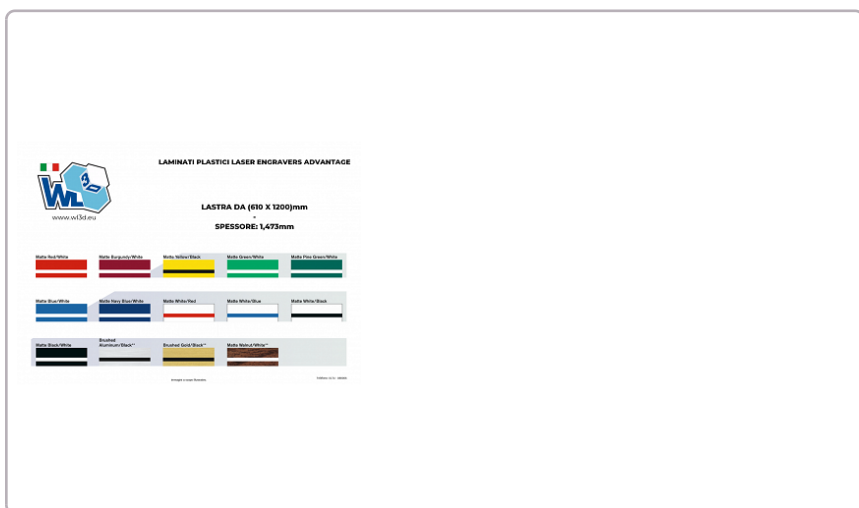 LAMINATI PLASTICI LASER ENGRAVERS ADVANTAGE
WL3D
www.wl3d.eu
LASTRA DA (610 X 1200)mm
-
SPESSORE: 1,473mm
Matte Red/White
Matte Burgundy/White
Matte Yellow/Black
Matte Green/White
Matte Pine Green/White
Matte Blue/White
Matte Navy Blue/White
Matte White/Red
Matte White/Blue
Matte White/Black
Matte Black/White
Brushed
Aluminum/Black**
Brushed Gold/Black**
Matte Walnut/White**